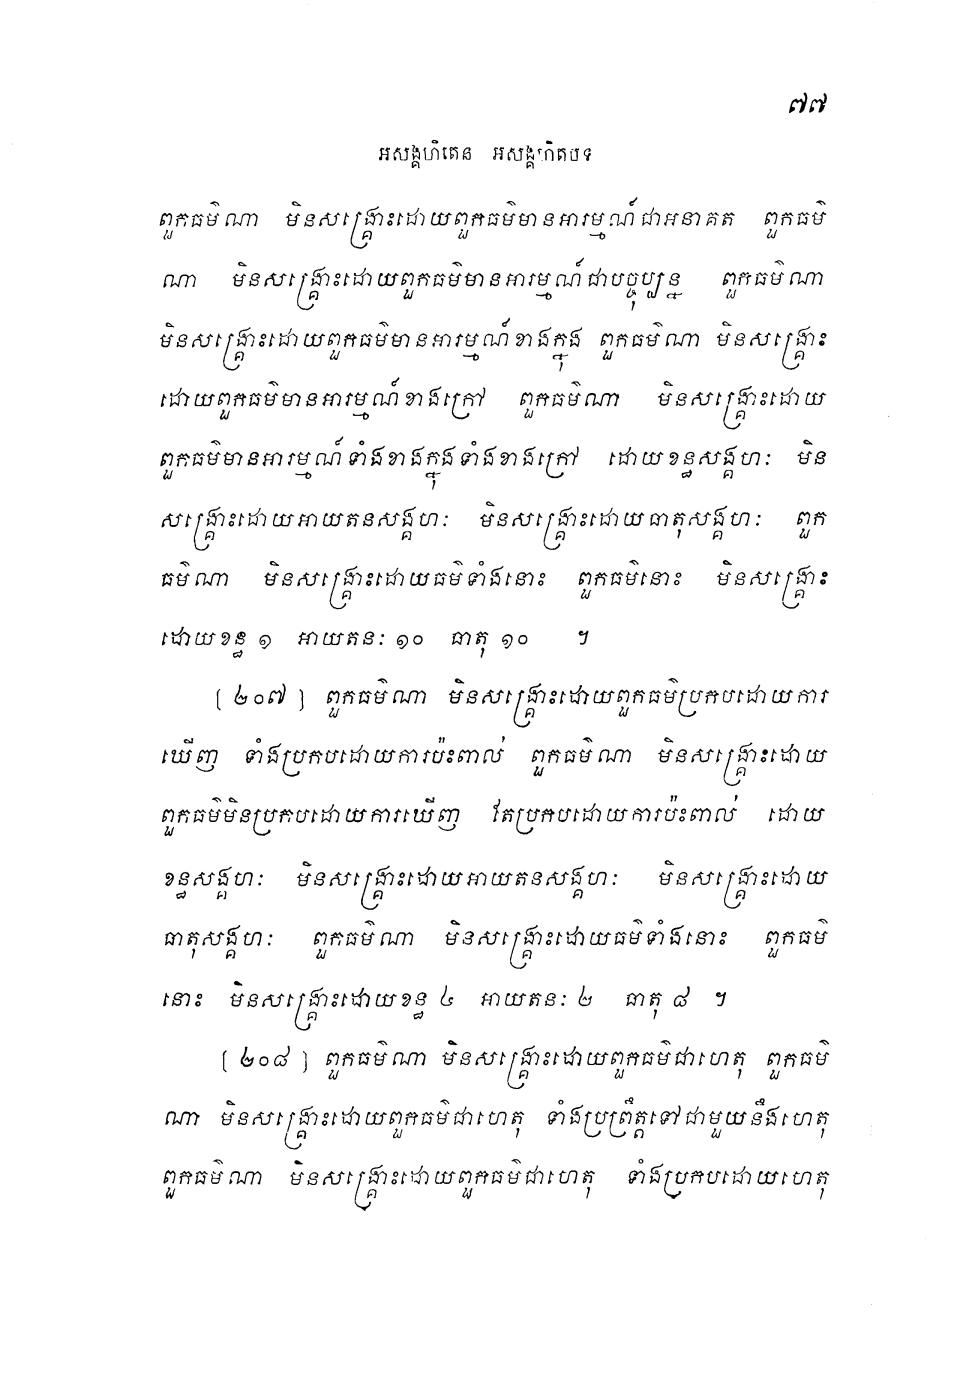 ៧៧
អសង្គហិតេន អសង្គហិតបទ
ពួកធម៌ណា មិនសង្គ្រោះដោយពួកធម៌មានអារម្មណ៍ជាអនាគត ពួកធម៌
ណា មិនសង្គ្រោះដោយពួកធម៌មានអារម្មណ៍ជាបច្ចុប្បន្ន ពួកធម៌ណា
មិនសង្គ្រោះដោយពួកធម៌មានអារម្មណ៍ខាងក្នុង ពួកធម៌ណា មិនសង្គ្រោះ
ដោយពួកធម៌មានអារម្មណ៍ខាងក្រៅ ពួកធម៌ណា មិនសង្គ្រោះដោយ
ពួកធម៌មានអារម្មណ៍ទាំងខាងក្នុងទាំងខាងក្រៅ ដោយខន្ធសង្គហៈ មិន
សង្គ្រោះដោយអាយតនសង្គហៈ មិនសង្គ្រោះដោយធាតុសង្គហៈ ពួក
ធម៌ណា មិនសង្គ្រោះដោយធម៌ទាំងនោះ ពួកធម៌នោះ មិនសង្គ្រោះ
ដោយខន្ធ ១ អាយតនៈ ១០ ធាតុ ១០ ។
[ ២០៧ ] ពួកធម៌ណា មិនសង្គ្រោះដោយពួកធម៌ប្រកបដោយការ
ឃើញ ទាំងប្រកបដោយការប៉ះពាល់ ពួកធម៌ណា មិនសង្គ្រោះដោយ
ពួកធម៌មិនប្រកបដោយការឃើញ តែប្រកបដោយការប៉ះពាល់ ដោយ
ខន្ធសង្គហៈ មិនសង្គ្រោះដោយអាយតនសង្គហៈ មិនសង្គ្រោះដោយ
ធាតុសង្គហៈ ពួកធម៌ណា មិនសង្គ្រោះដោយធម៌ទាំងនោះ ពួកធម៌
នោះ មិនសង្គ្រោះដោយខន្ធ ៤ អាយតនៈ ២ ធាតុ ៨ ។
[ ២០៨ ] ពួកធម៌ណា មិនសង្គ្រោះដោយពួកធម៌ជាហេតុ ពួកធម៌
ណា មិនសង្គ្រោះដោយពួកធម៌ជាហេតុ ទាំងប្រព្រឹត្តទៅជាមួយនឹងហេតុ
ពួកធម៌ណា មិនសង្គ្រោះដោយពួកធម៌ជាហេតុ ទាំងប្រកបដោយហេតុ